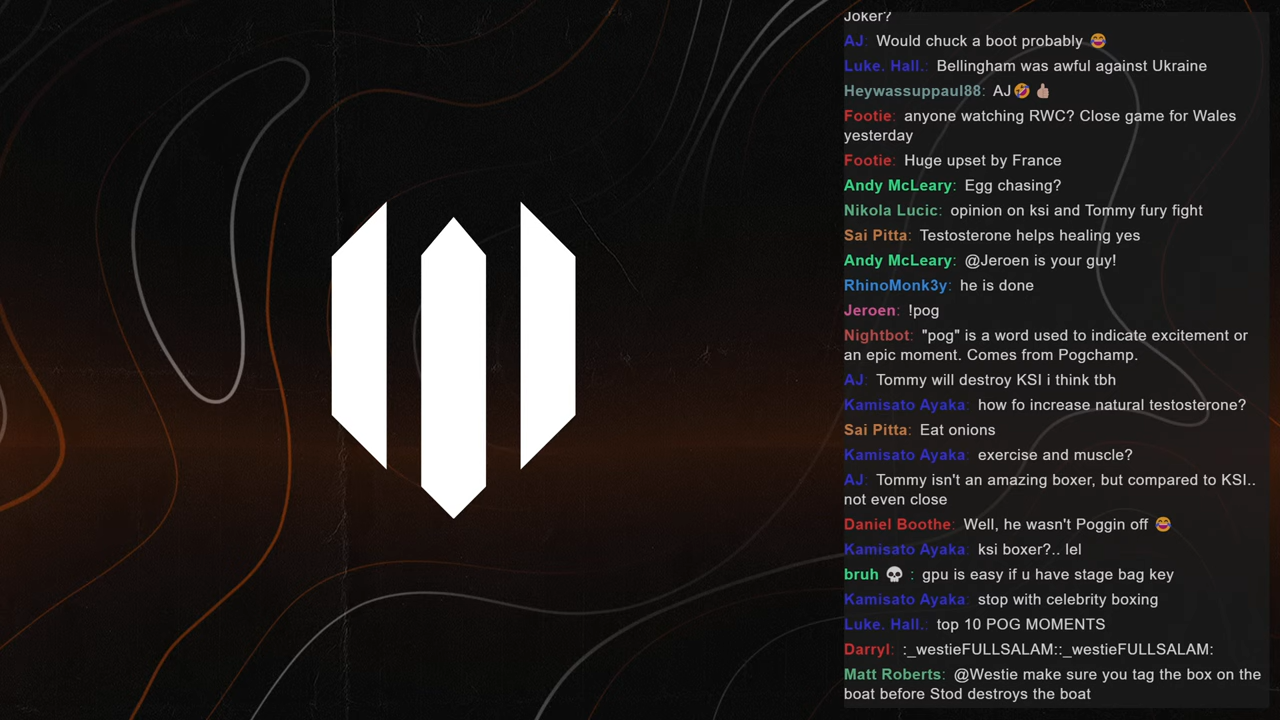 Joker?
AJ: Would chuck a boot probably 😂
Luke. Hall.: Bellingham was awful against Ukraine
Heywassuppaul88: AJ🤣👍🏼
Footie: anyone watching RWC? Close game for Wales
yesterday
Footie: Huge upset by France
Andy McLeary: Egg chasing?
Nikola Lucic: opinion on ksi and Tommy fury fight
Sai Pitta: Testosterone helps healing yes
Andy McLeary: @Jeroen is your guy!
RhinoMonk3y: he is done
Jeroen: !pog
Nightbot: "pog" is a word used to indicate excitement or
an epic moment. Comes from Pogchamp.
AJ: Tommy will destroy KSI i think tbh
Kamisato Ayaka: how fo increase natural testosterone?
Sai Pitta: Eat onions
Kamisato Ayaka: exercise and muscle?
AJ: Tommy isn't an amazing boxer, but compared to KSI..
not even close
Daniel Boothe: Well, he wasn't Poggin off 😂
Kamisato Ayaka: ksi boxer?.. lel
bruh 💀 : gpu is easy if u have stage bag key
Kamisato Ayaka: stop with celebrity boxing
Luke. Hall.: top 10 POG MOMENTS
Darryl: :_westieFULLSALAM::_westieFULLSALAM:
Matt Roberts: @Westie make sure you tag the box on the
boat before Stod destroys the boat